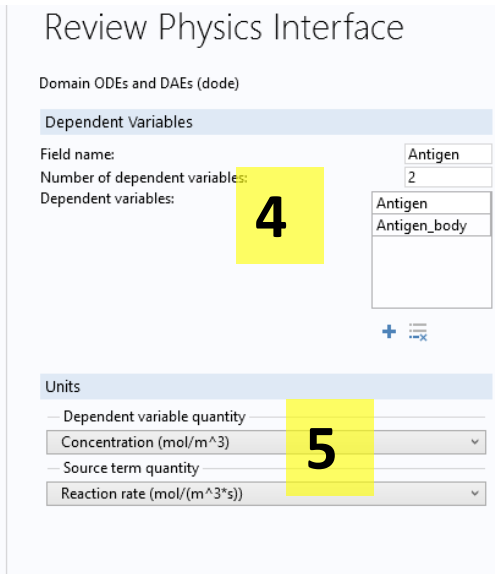 Review Physics Interface
Domain ODEs and DAEs (dode)
Dependent Variables
Field name: Antigen
Number of dependent variables: 2
Dependent variables:
Antigen
Antigen_body
4
Units
Dependent variable quantity
Concentration (mol/m^3)
5
Source term quantity
Reaction rate (mol/(m^3*s))